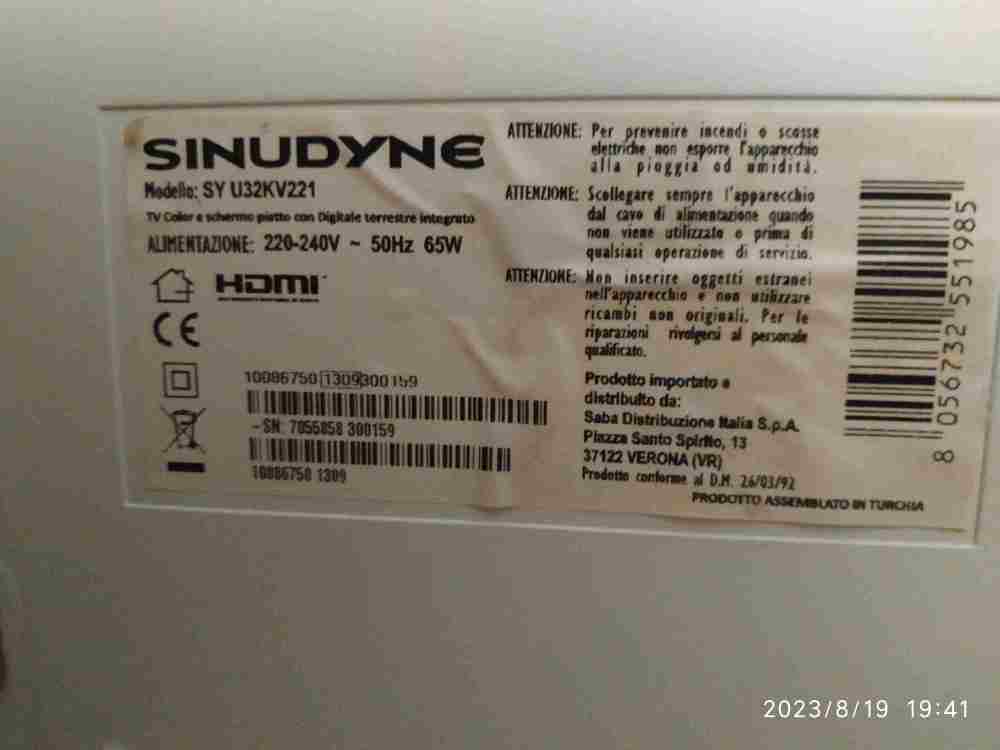 SINUDYNE
Modello: SY U32KV221
TV Color a schermo piatto con Digitale terrestre integrato
ALIMENTAZIONE: 220-240V ~ 50Hz 65W
HDMI
CE
10086750 1309 300159
-SN: 7055858 300159
10086750 1309
ATTENZIONE: Per prevenire incendi o scosse
elettriche non esporre l'apparecchio
alla pioggia od umidità.
ATTENZIONE: Scollegare sempre l'apparecchio
dal cavo di alimentazione quando
non viene utilizzato o prima di
qualsiasi operazione di servizio.
ATTENZIONE: Non inserire oggetti estranei
nell'apparecchio e non utilizzare
ricambi non originali. Per le
riparazioni rivolgersi al personale
qualificato.
Prodotto importato e
distribuito da:
Saba Distribuzione Italia S.p.A.
Piazza Santo Spirito, 13
37122 VERONA (VR)
Prodotto conforme al D.M. 26/03/92
PRODOTTO ASSEMBLATO IN TURCHIA
8 056732 551985
2023/8/19 19:41